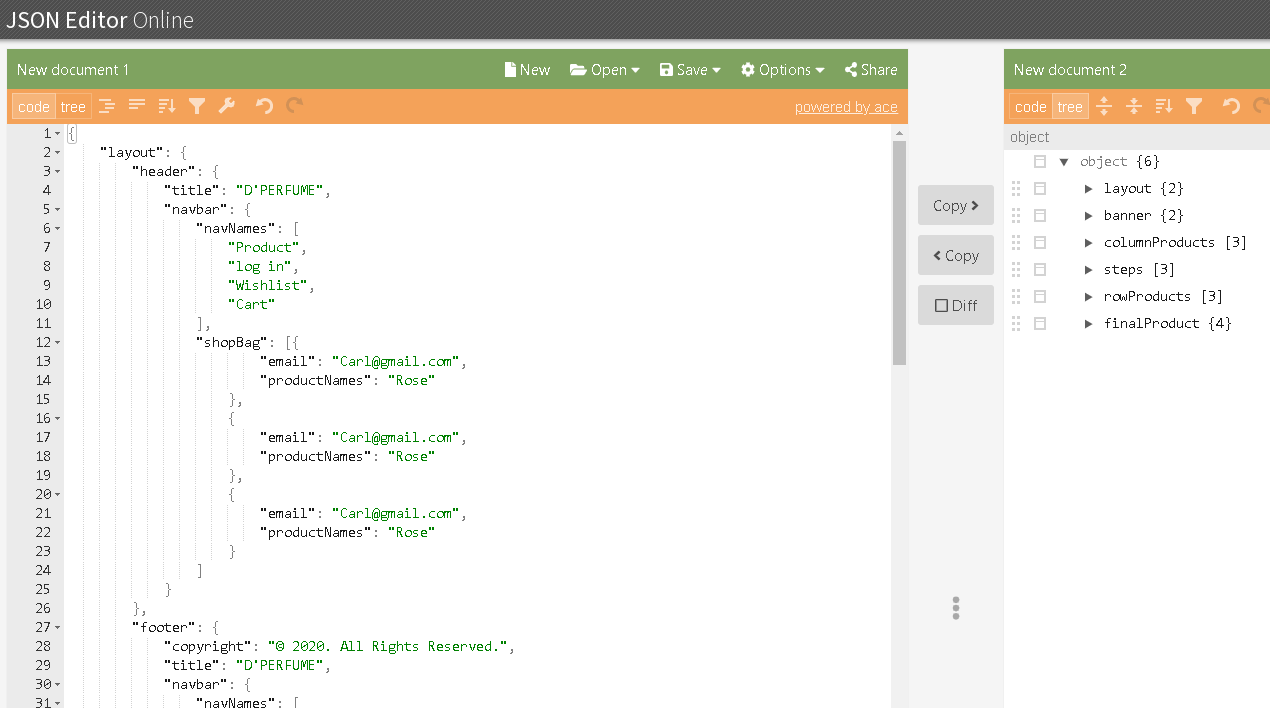 JSON Editor Online
New document 1 New Open Save Options Share
code tree powered by ace
1 {
2 "layout": {
3 "header": {
4 "title": "D'PERFUME",
5 "navbar": {
6 "navNames": [
7 "Product",
8 "log in",
9 "Wishlist",
10 "Cart"
11 ],
12 "shopBag": [{
13 "email": "Carl@gmail.com",
14 "productNames": "Rose"
15 },
16 {
17 "email": "Carl@gmail.com",
18 "productNames": "Rose"
19 },
20 {
21 "email": "Carl@gmail.com",
22 "productNames": "Rose"
23 }
24 ]
25 }
26 },
27 "footer": {
28 "copyright": "© 2020. All Rights Reserved.",
29 "title": "D'PERFUME",
30 "navbar": {
31 "navNames": [
Copy
Copy
Diff
New document 2
code tree
object
object {6}
layout {2}
banner {2}
columnProducts [3]
steps [3]
rowProducts [3]
finalProduct {4}